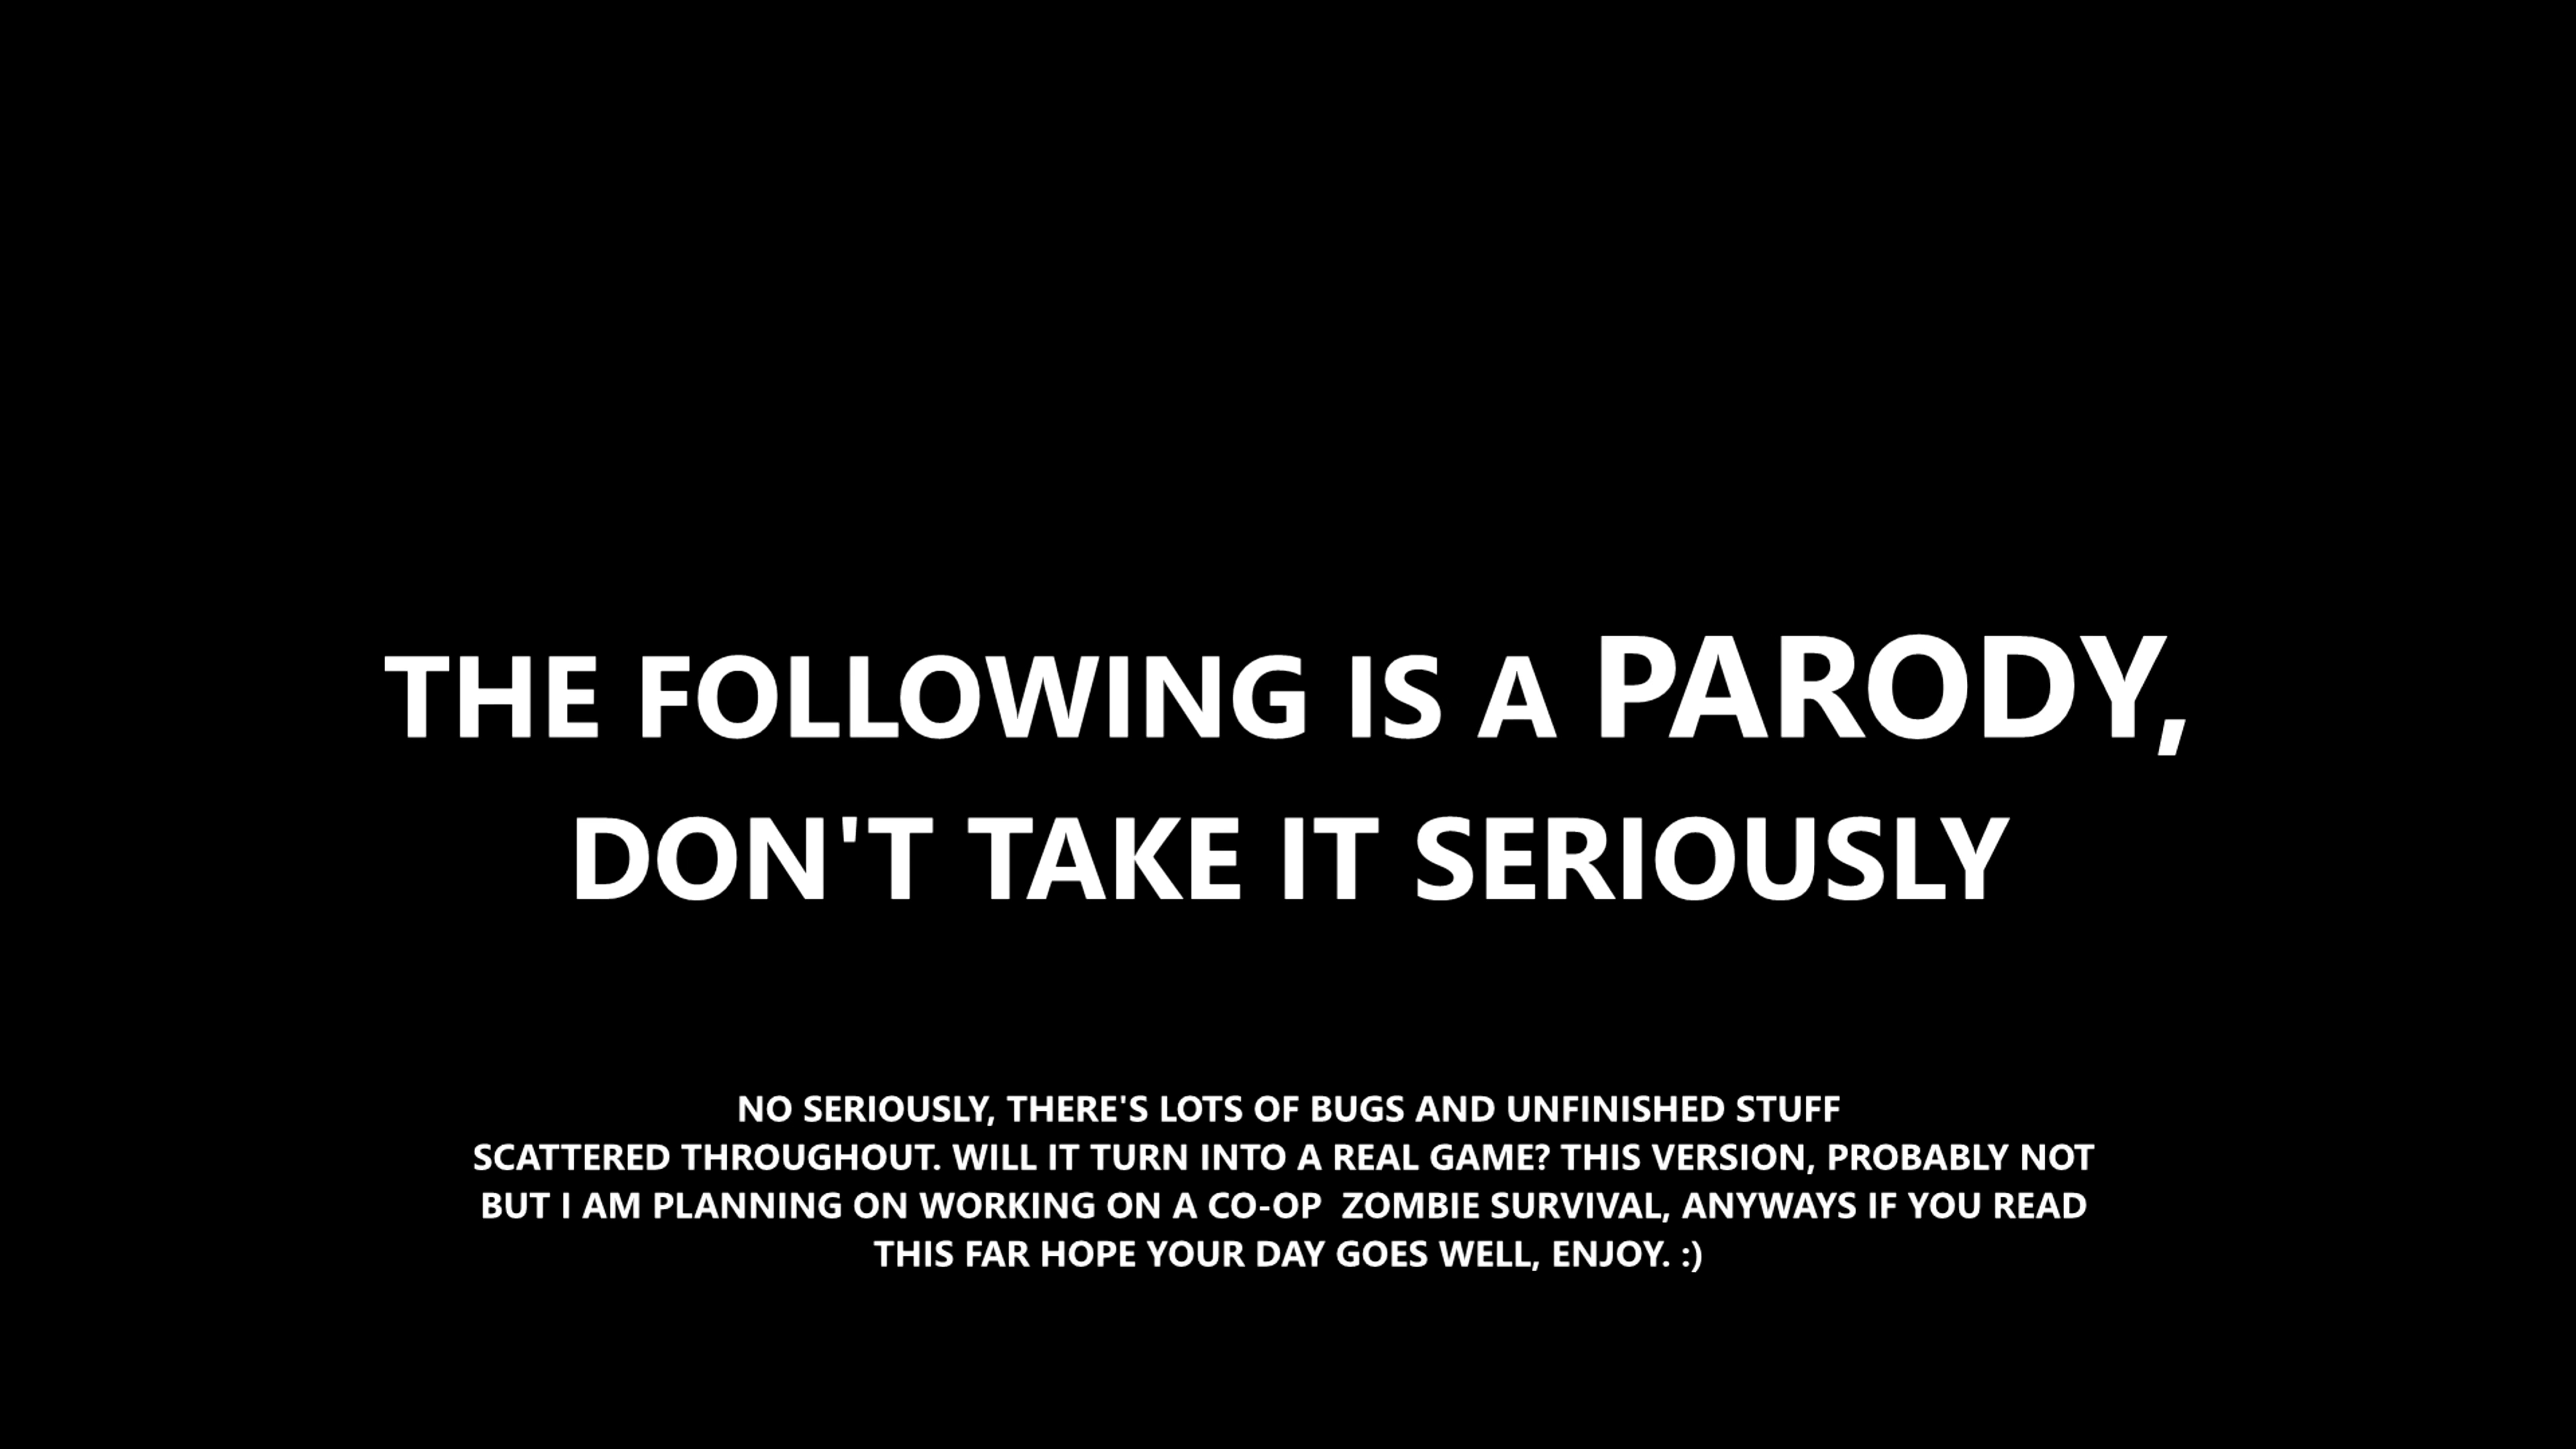 THE FOLLOWING IS A PARODY,
DON'T TAKE IT SERIOUSLY
NO SERIOUSLY, THERE'S LOTS OF BUGS AND UNFINISHED STUFF
SCATTERED THROUGHOUT. WILL IT TURN INTO A REAL GAME? THIS VERSION, PROBABLY NOT
BUT I AM PLANNING ON WORKING ON A CO-OP  ZOMBIE SURVIVAL, ANYWAYS IF YOU READ
THIS FAR HOPE YOUR DAY GOES WELL, ENJOY. :)